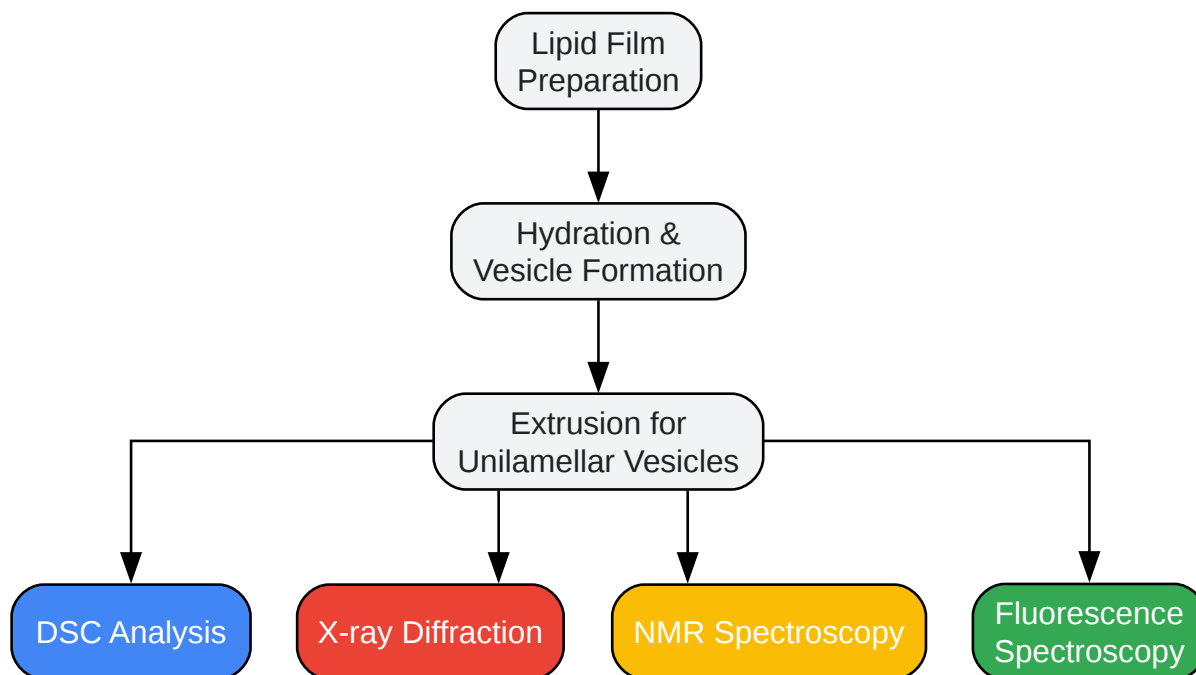 Lipid Film
Preparation
Hydration &
Vesicle Formation
Extrusion for
Unilamellar Vesicles
DSC Analysis
X-ray Diffraction
NMR Spectroscopy
Fluorescence
Spectroscopy